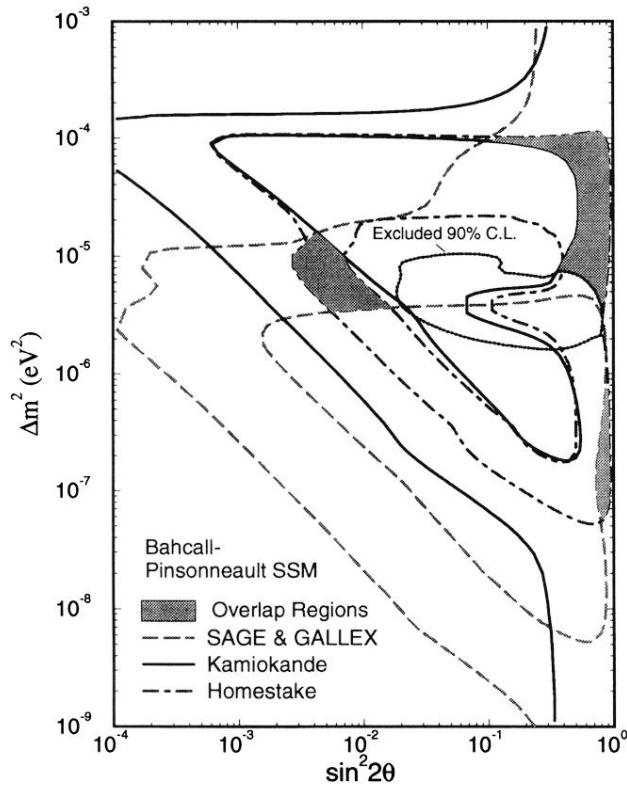 10⁻³
10⁻⁴
10⁻⁵
10⁻⁶
10⁻⁷
10⁻⁸
10⁻⁹
Δm² (eV²)
Excluded 90% C.L.
Bahcall-
Pinsonneault SSM
Overlap Regions
SAGE & GALLEX
Kamiokande
Homestake
10⁻⁴ 10⁻³ 10⁻² 10⁻¹ 10⁰
sin²2θ